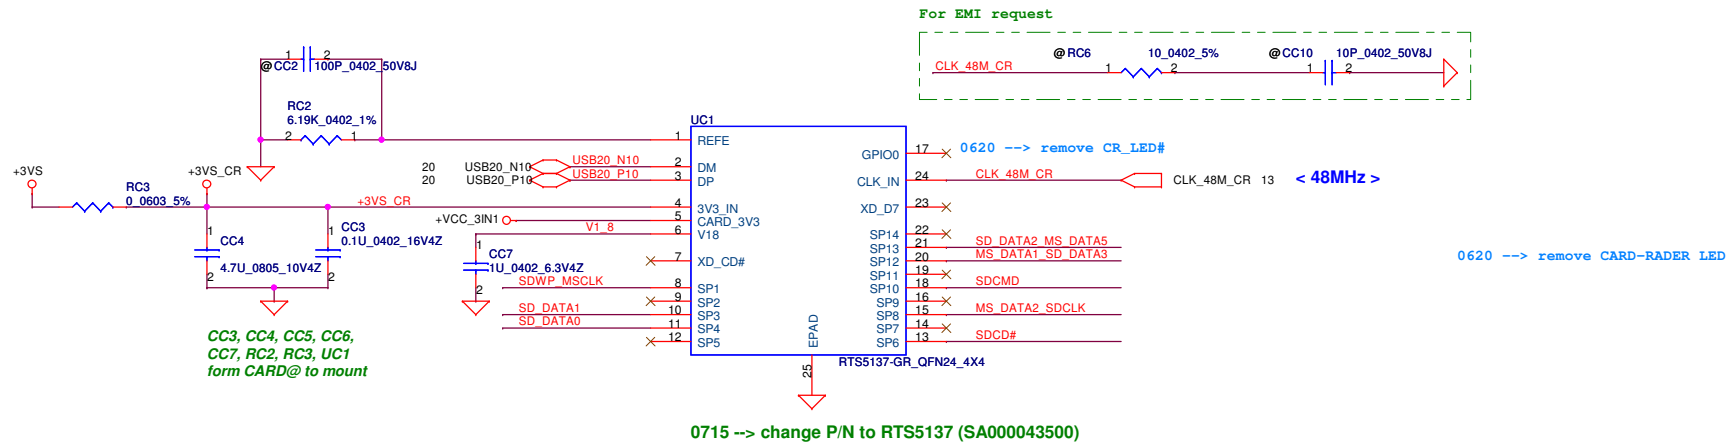 For EMI request
@RC6 10_0402_5% @CC10 10P_0402_50V8J
CLK_48M_CR 1 2 1 2
1 2
@CC2 100P_0402_50V8J
RC2
6.19K_0402_1%
2 1
UC1
1 REFE
20 USB20_N10 USB20_N10 2 DM
20 USB20_P10 USB20_P10 3 DP
+3VS
+3VS_CR
RC3
0_0603_5%
+3VS_CR 4 3V3_IN
+VCC_3IN1 5 CARD_3V3
V1_8 6 V18
1 CC4
4.7U_0805_10V4Z
2
1 CC3
0.1U_0402_16V4Z
2
1 CC7
1U_0402_6.3V4Z
2
7 XD_CD#
SDWP_MSCLK 8 SP1
9 SP2
SD_DATA1 10 SP3
SD_DATA0 11 SP4
12 SP5
EPAD
25
GPIO0 17 0620 --> remove CR_LED#
CLK_IN 24 CLK_48M_CR CLK_48M_CR 13 < 48MHz >
XD_D7 23
SP14 22
SP13 21 SD_DATA2_MS_DATA5
SP12 20 MS_DATA1_SD_DATA3
SP11 19
SP10 18 SDCMD
SP9 16
SP8 15 MS_DATA2_SDCLK
SP7 14
SP6 13 SDCD#
RTS5137-GR_QFN24_4X4
0620 --> remove CARD-RADER LED
CC3, CC4, CC5, CC6,
CC7, RC2, RC3, UC1
form CARD@ to mount
0715 --> change P/N to RTS5137 (SA000043500)